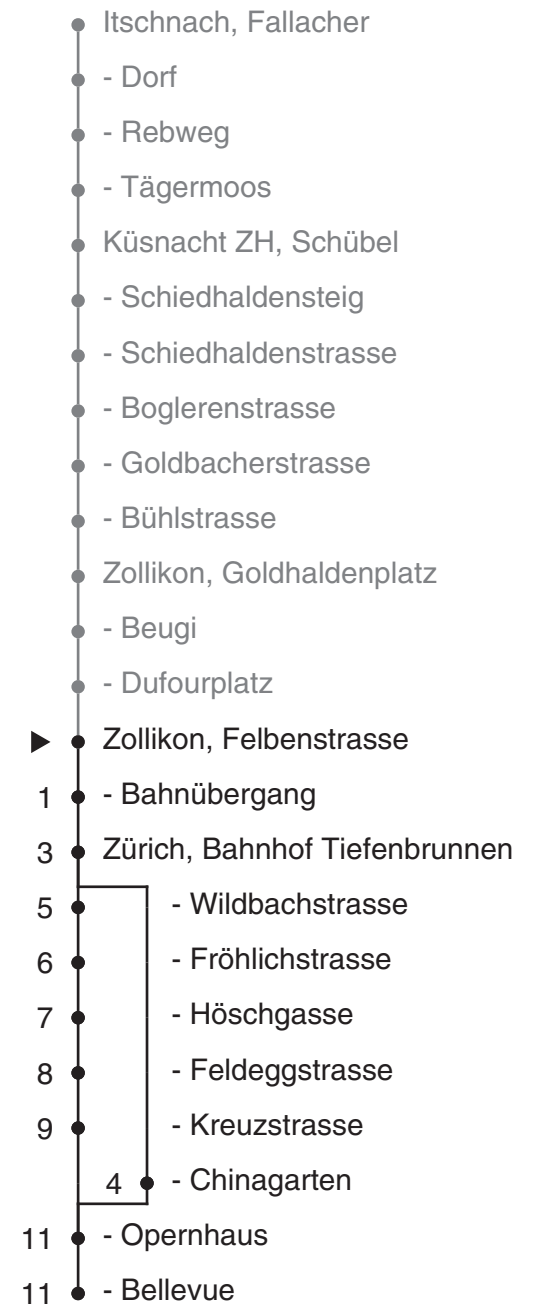 Itschnach, Fallacher
- Dorf
- Rebweg
- Tägermoos
Küsnacht ZH, Schübel
- Schiedhaldensteig
- Schiedhaldenstrasse
- Boglerenstrasse
- Goldbacherstrasse
- Bühlstrasse
Zollikon, Goldhaldenplatz
- Beugi
- Dufourplatz
Zollikon, Felbenstrasse
1 - Bahnübergang
3 Zürich, Bahnhof Tiefenbrunnen
5 - Wildbachstrasse
6 - Fröhlichstrasse
7 - Höschgasse
8 - Feldeggstrasse
9 - Kreuzstrasse
4 - Chinagarten
11 - Opernhaus
11 - Bellevue